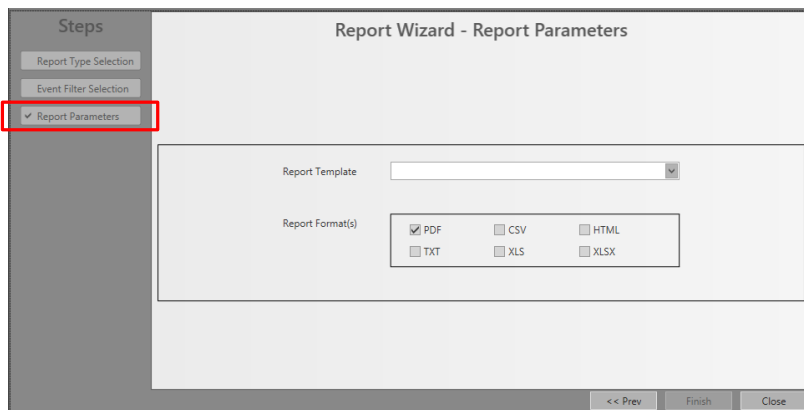 Steps
Report Type Selection
Event Filter Selection
Report Parameters
Report Wizard - Report Parameters
Report Template
Report Format(s)
PDF CSV HTML
TXT XLS XLSX
<< Prev Finish Close